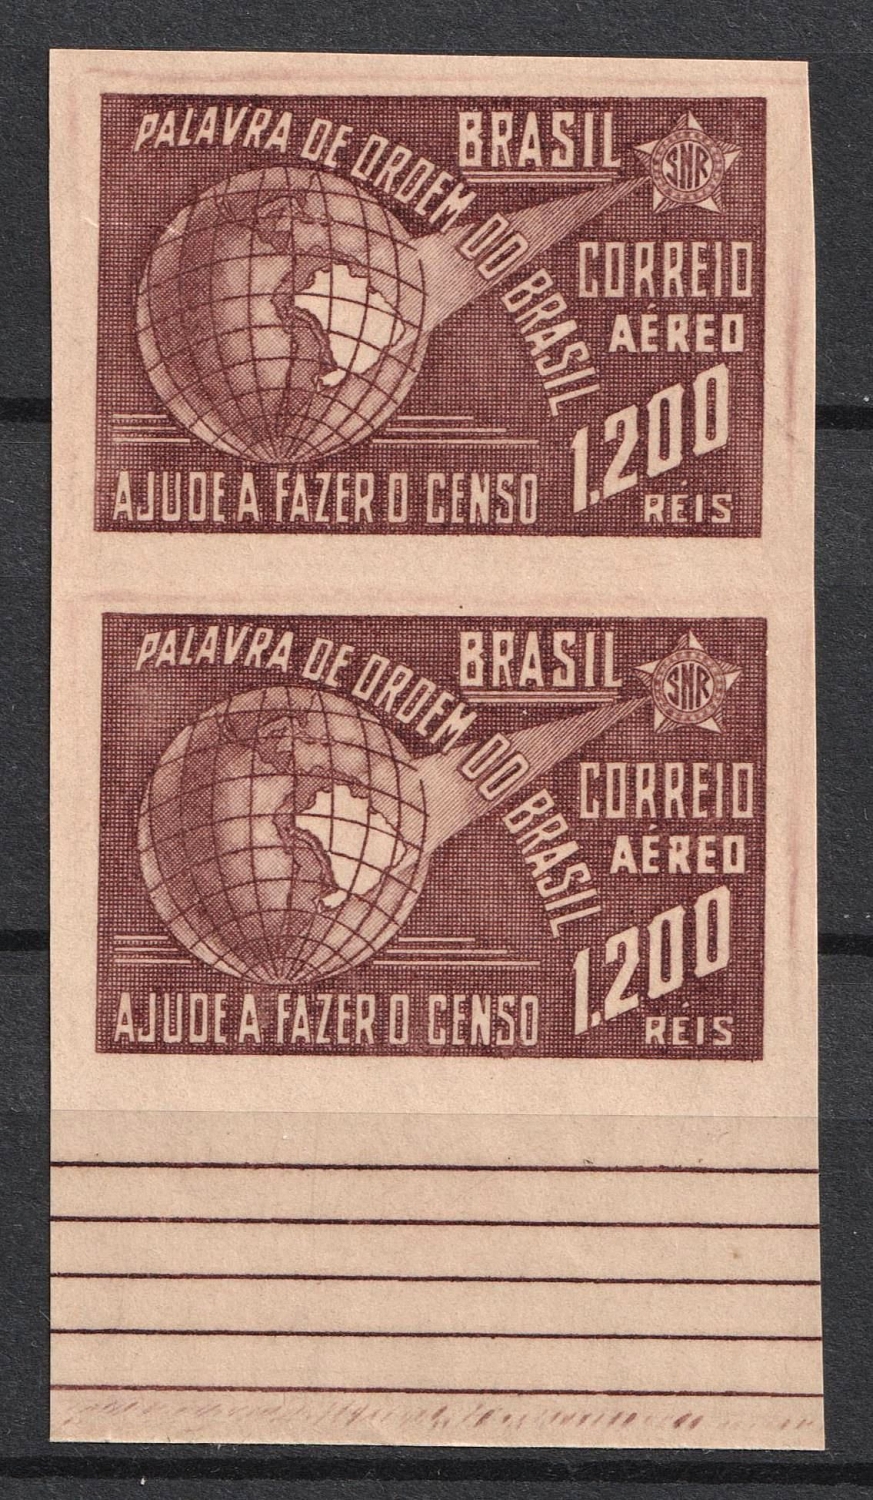 PALAVRA DE ORDEM DO BRASIL
BRASIL
SNR
CORREIO
AÉREO
1.200
RÉIS
AJUDE A FAZER O CENSO
PALAVRA DE ORDEM DO BRASIL
BRASIL
SNR
CORREIO
AÉREO
1.200
RÉIS
AJUDE A FAZER O CENSO